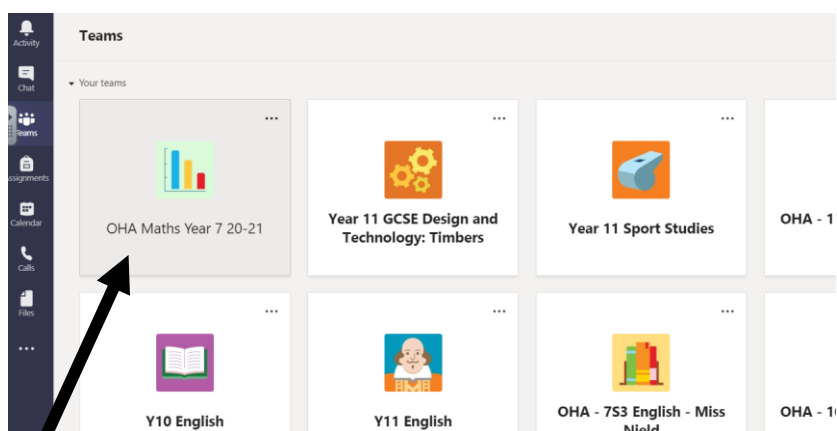 Teams
Activity
Your teams
Chat
Teams
Assignments
Calendar
Calls
Files
OHA Maths Year 7 20-21
Year 11 GCSE Design and
Technology: Timbers
Year 11 Sport Studies
OHA - 1
Y10 English
Y11 English
OHA - 7S3 English - Miss
Nield
OHA - 1